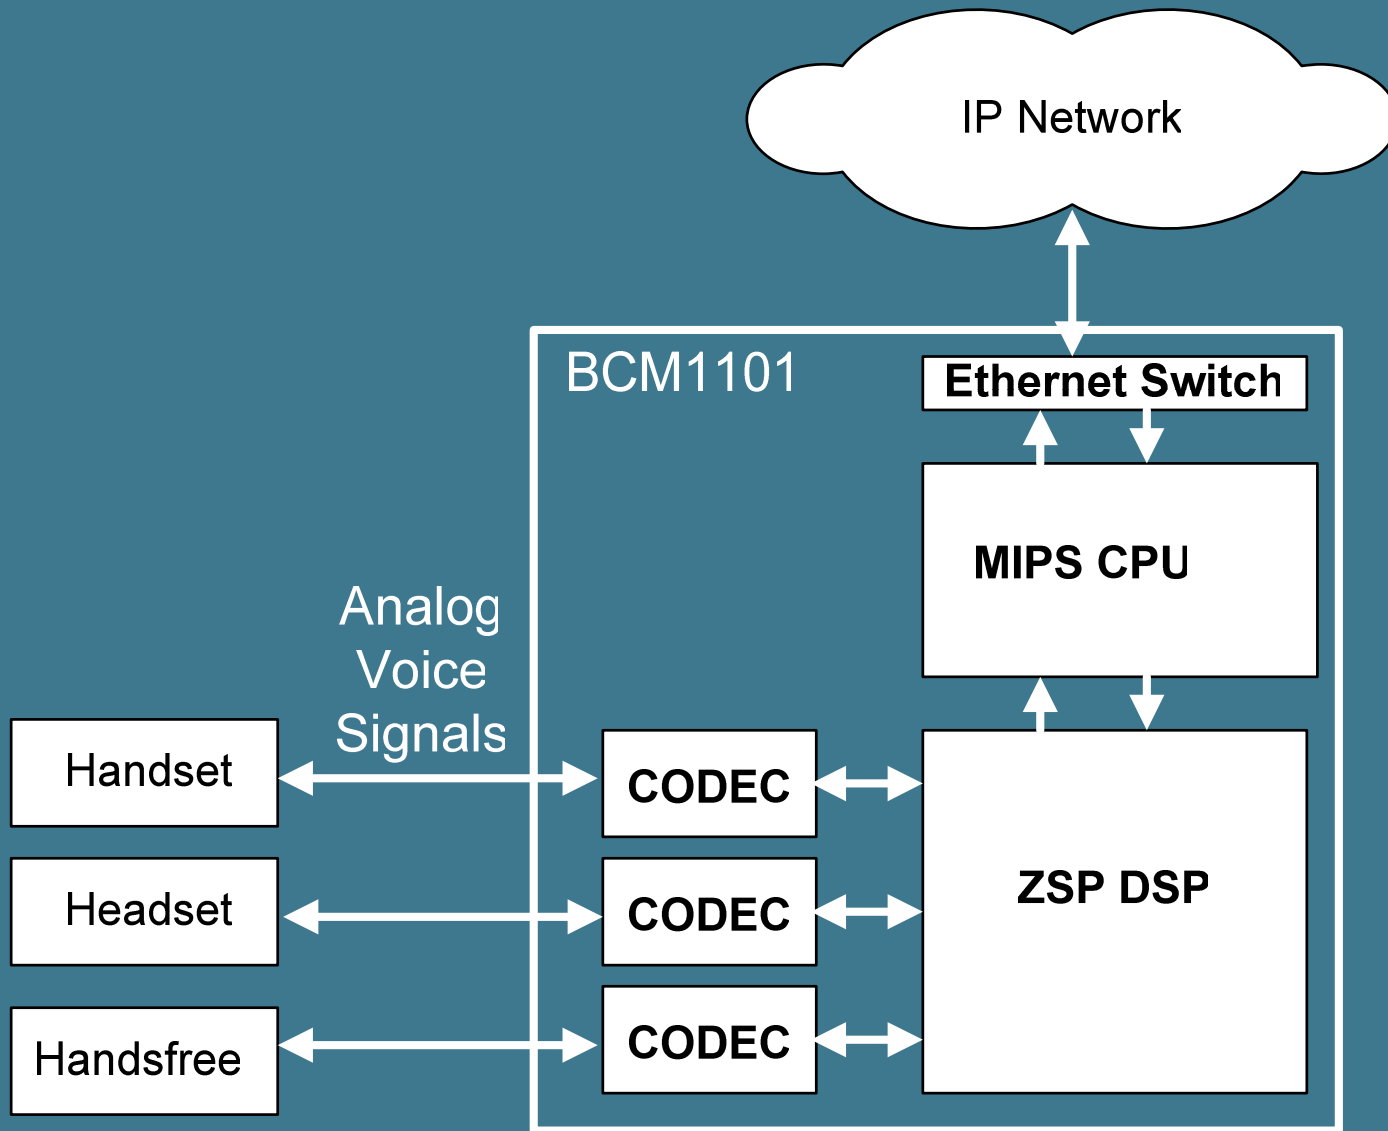 IP Network
BCM1101
Ethernet Switch
MIPS CPU
Analog
Voice
Signals
Handset
CODEC
ZSP DSP
Headset
CODEC
Handsfree
CODEC